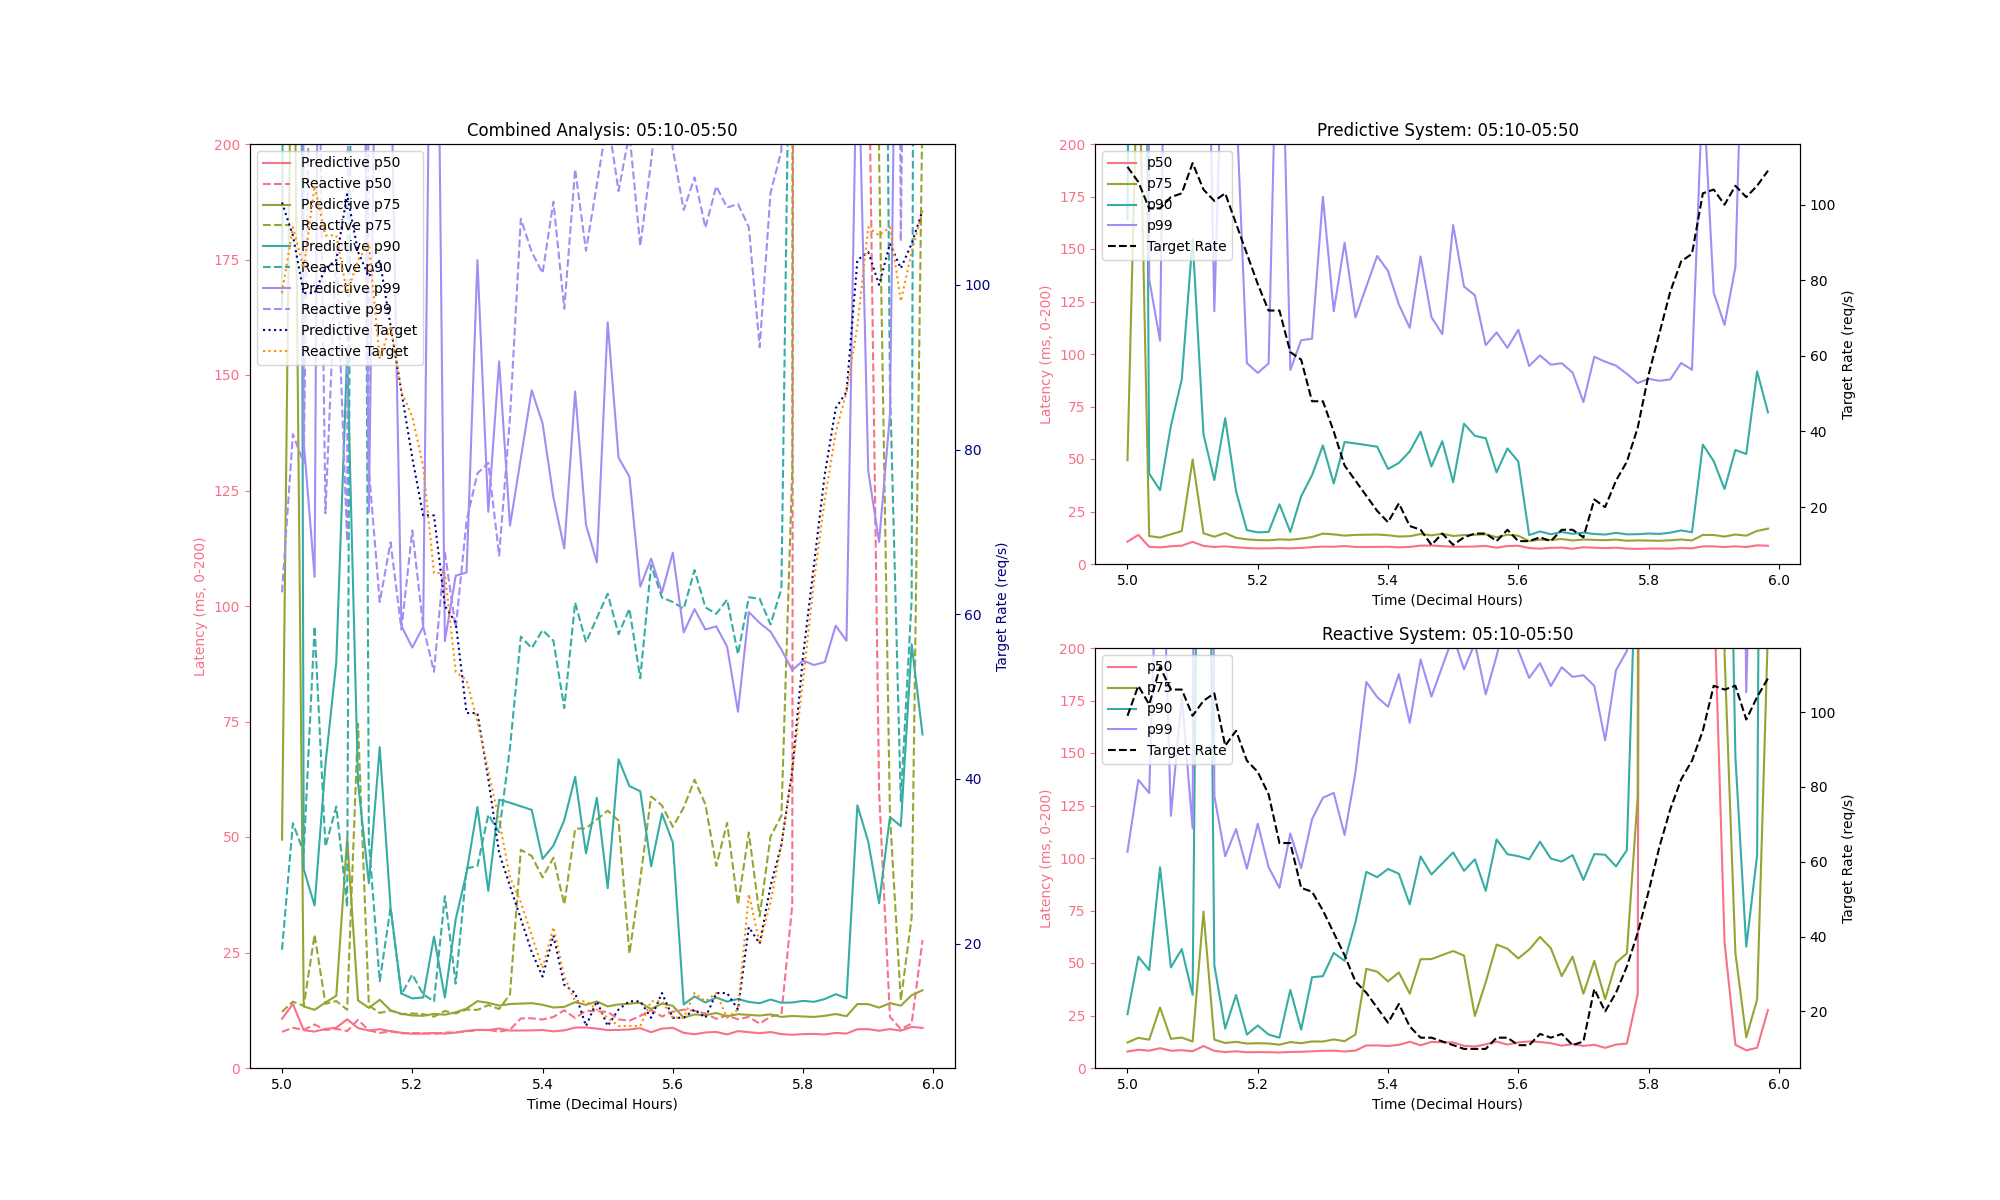 Combined Analysis: 05:10-05:50
Predictive p50
Reactive p50
Predictive p75
Reactive p75
Predictive p90
Reactive p90
Predictive p99
Reactive p99
Predictive Target
Reactive Target
200
175
150
125
100
75
50
25
0
Latency (ms, 0-200)
5.0 5.2 5.4 5.6 5.8 6.0
Time (Decimal Hours)
100
80
60
40
20
Target Rate (req/s)
Predictive System: 05:10-05:50
p50
p75
p90
p99
Target Rate
200
175
150
125
100
75
50
25
0
Latency (ms, 0-200)
5.0 5.2 5.4 5.6 5.8 6.0
Time (Decimal Hours)
100
80
60
40
20
Target Rate (req/s)
Reactive System: 05:10-05:50
p50
p75
p90
p99
Target Rate
200
175
150
125
100
75
50
25
0
Latency (ms, 0-200)
5.0 5.2 5.4 5.6 5.8 6.0
Time (Decimal Hours)
100
80
60
40
20
Target Rate (req/s)